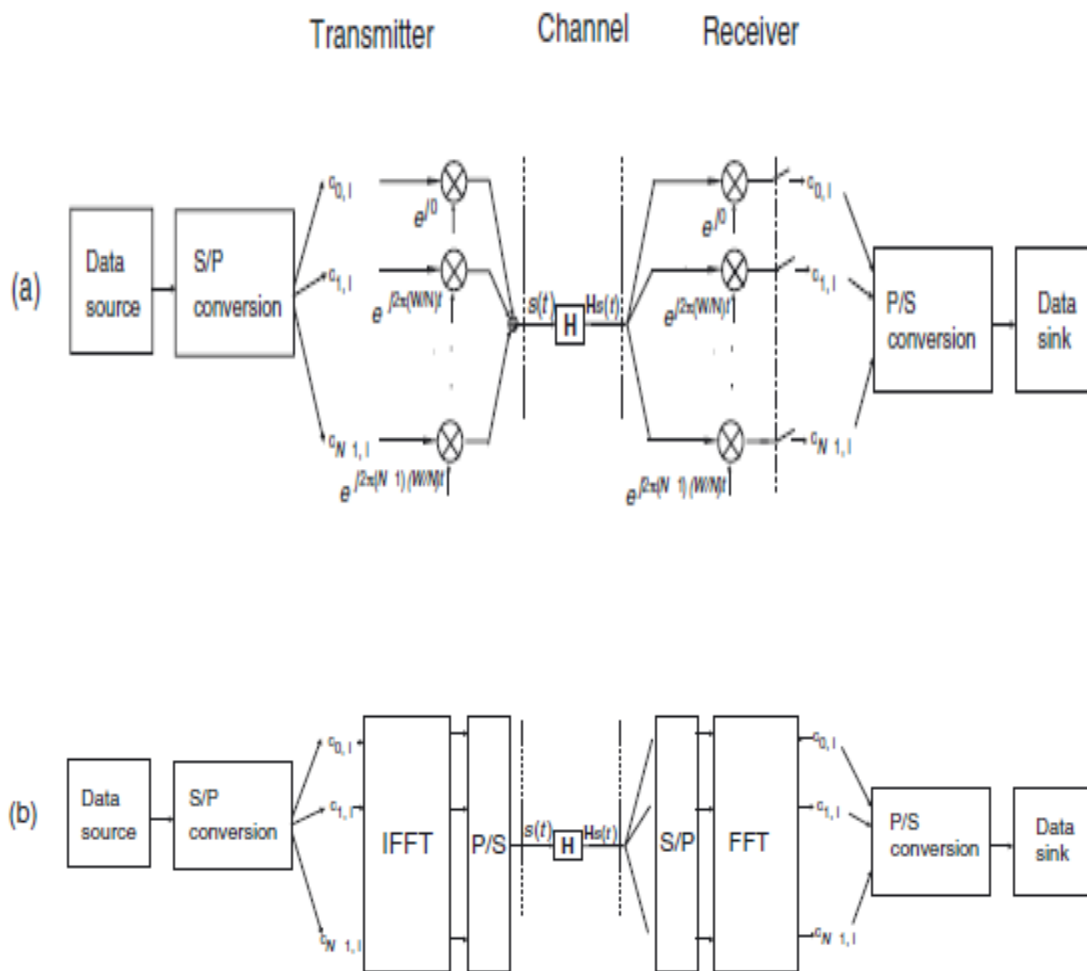 Transmitter Channel Receiver
(a)
Data source
S/P conversion
c0, l
c1, l
cN 1, l
e^j0
e^j2π(W/N)t
e^j2π(N 1) (W/N)t
s(t)
H
Hs(t)
e^j0
e^j2π(W/N)t
e^j2π(N 1) (W/N)t
c0, l
c1, l
cN 1, l
P/S conversion
Data sink
(b)
Data source
S/P conversion
c0, l
c1, l
cN 1, l
IFFT
P/S
s(t)
H
Hs(t)
S/P
FFT
c0, l
c1, l
cN 1, l
P/S conversion
Data sink